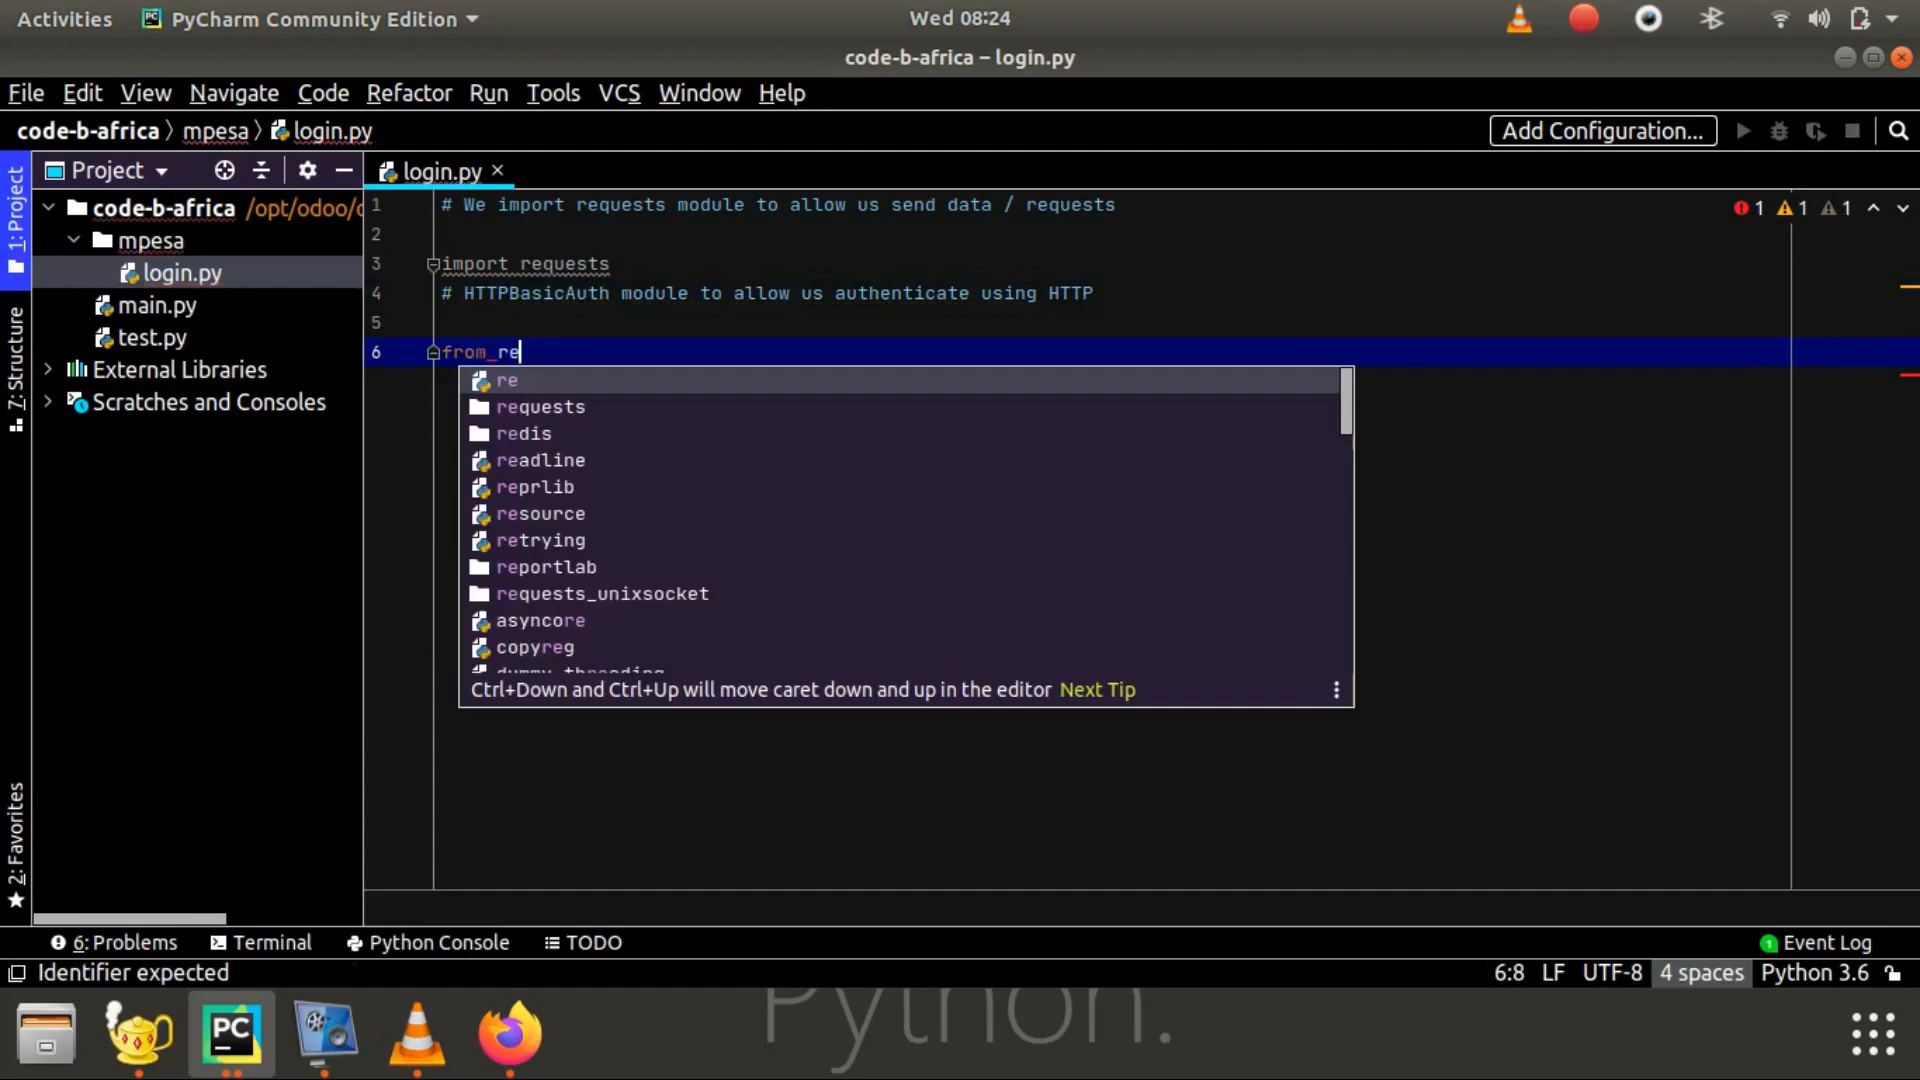 Activities PyCharm Community Edition Wed 08:24
code-b-africa – login.py
File Edit View Navigate Code Refactor Run Tools VCS Window Help
code-b-africa mpesa login.py Add Configuration...
1: Project Project login.py
code-b-africa /opt/odoo/c
mpesa
login.py
main.py
test.py
External Libraries
Scratches and Consoles
Z: Structure
2: Favorites
1 # We import requests module to allow us send data / requests
1 1 1
2
3 import requests
4 # HTTPBasicAuth module to allow us authenticate using HTTP
5
6 from re
re
requests
redis
readline
reprlib
resource
retrying
reportlab
requests_unixsocket
asyncore
copyreg
dummy_threading
Ctrl+Down and Ctrl+Up will move caret down and up in the editor Next Tip
6: Problems Terminal Python Console TODO 1 Event Log
Identifier expected 6:8 LF UTF-8 4 spaces Python 3.6
PC
Python.